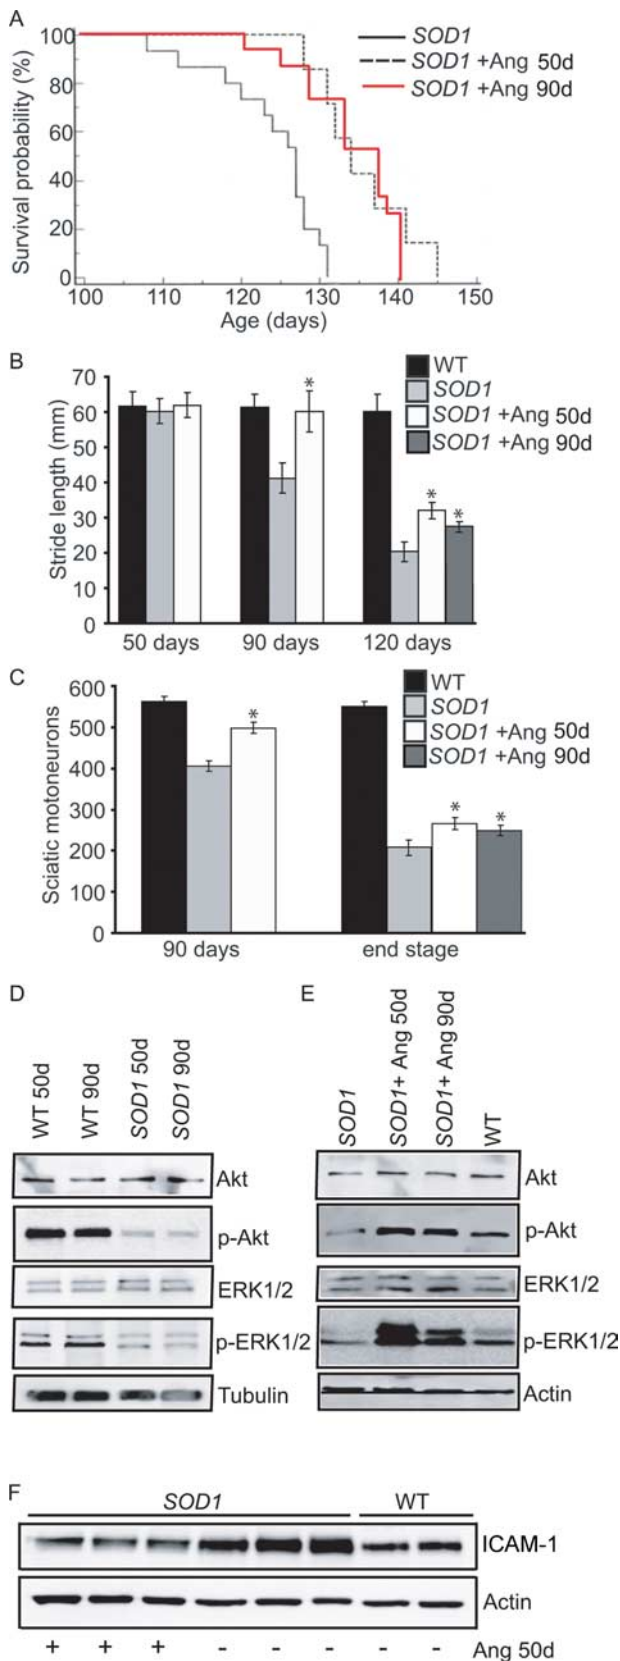 A
SOD1
SOD1 +Ang 50d
SOD1 +Ang 90d
Survival probability (%)
100
80
60
40
20
0
100 110 120 130 140 150
Age (days)
B
WT
SOD1
SOD1 +Ang 50d
SOD1 +Ang 90d
Stride length (mm)
70
60
50
40
30
20
10
0
* * *
50 days 90 days 120 days
C
WT
SOD1
SOD1 +Ang 50d
SOD1 +Ang 90d
Sciatic motoneurons
600
500
400
300
200
100
0
* * *
90 days end stage
D
WT 50d
WT 90d
SOD1 50d
SOD1 90d
Akt
p-Akt
ERK1/2
p-ERK1/2
Tubulin
E
SOD1
SOD1+ Ang 50d
SOD1+ Ang 90d
WT
Akt
p-Akt
ERK1/2
p-ERK1/2
Actin
F
SOD1 WT
ICAM-1
Actin
+ + + - - - - - Ang 50d